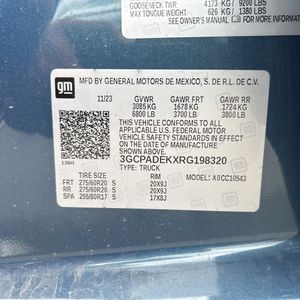 GOOSENECK TWR: 4173 KG/ 9200 LBS
MAX TONGUE WEIGHT: 626 KG/ 1380 LBS
SEE OWNER'S MANUAL FOR
gm
MFD BY GENERAL MOTORS DE MEXICO, S. DE R.L. DE C.V.
11/23 GVWR GAWR FRT GAWR RR
3085 KG 1678 KG 1724 KG
6800 LB 3700 LB 3800 LB
THIS VEHICLE CONFORMS TO ALL APPLICABLE
U.S. FEDERAL MOTOR VEHICLE SAFETY
IN EFFECT ON THE DATE OF MANUFACTURE SHOWN ABOVE.
3GCPADEKXRG198320
TYPE: TRUCK
136H
MODEL: X0CC10543
TIRE SIZE RIM
FRT 275/60R20 S 20X9J
RR 275/60R20 S 20X9J
SPA 255/80R17 S 17X8J